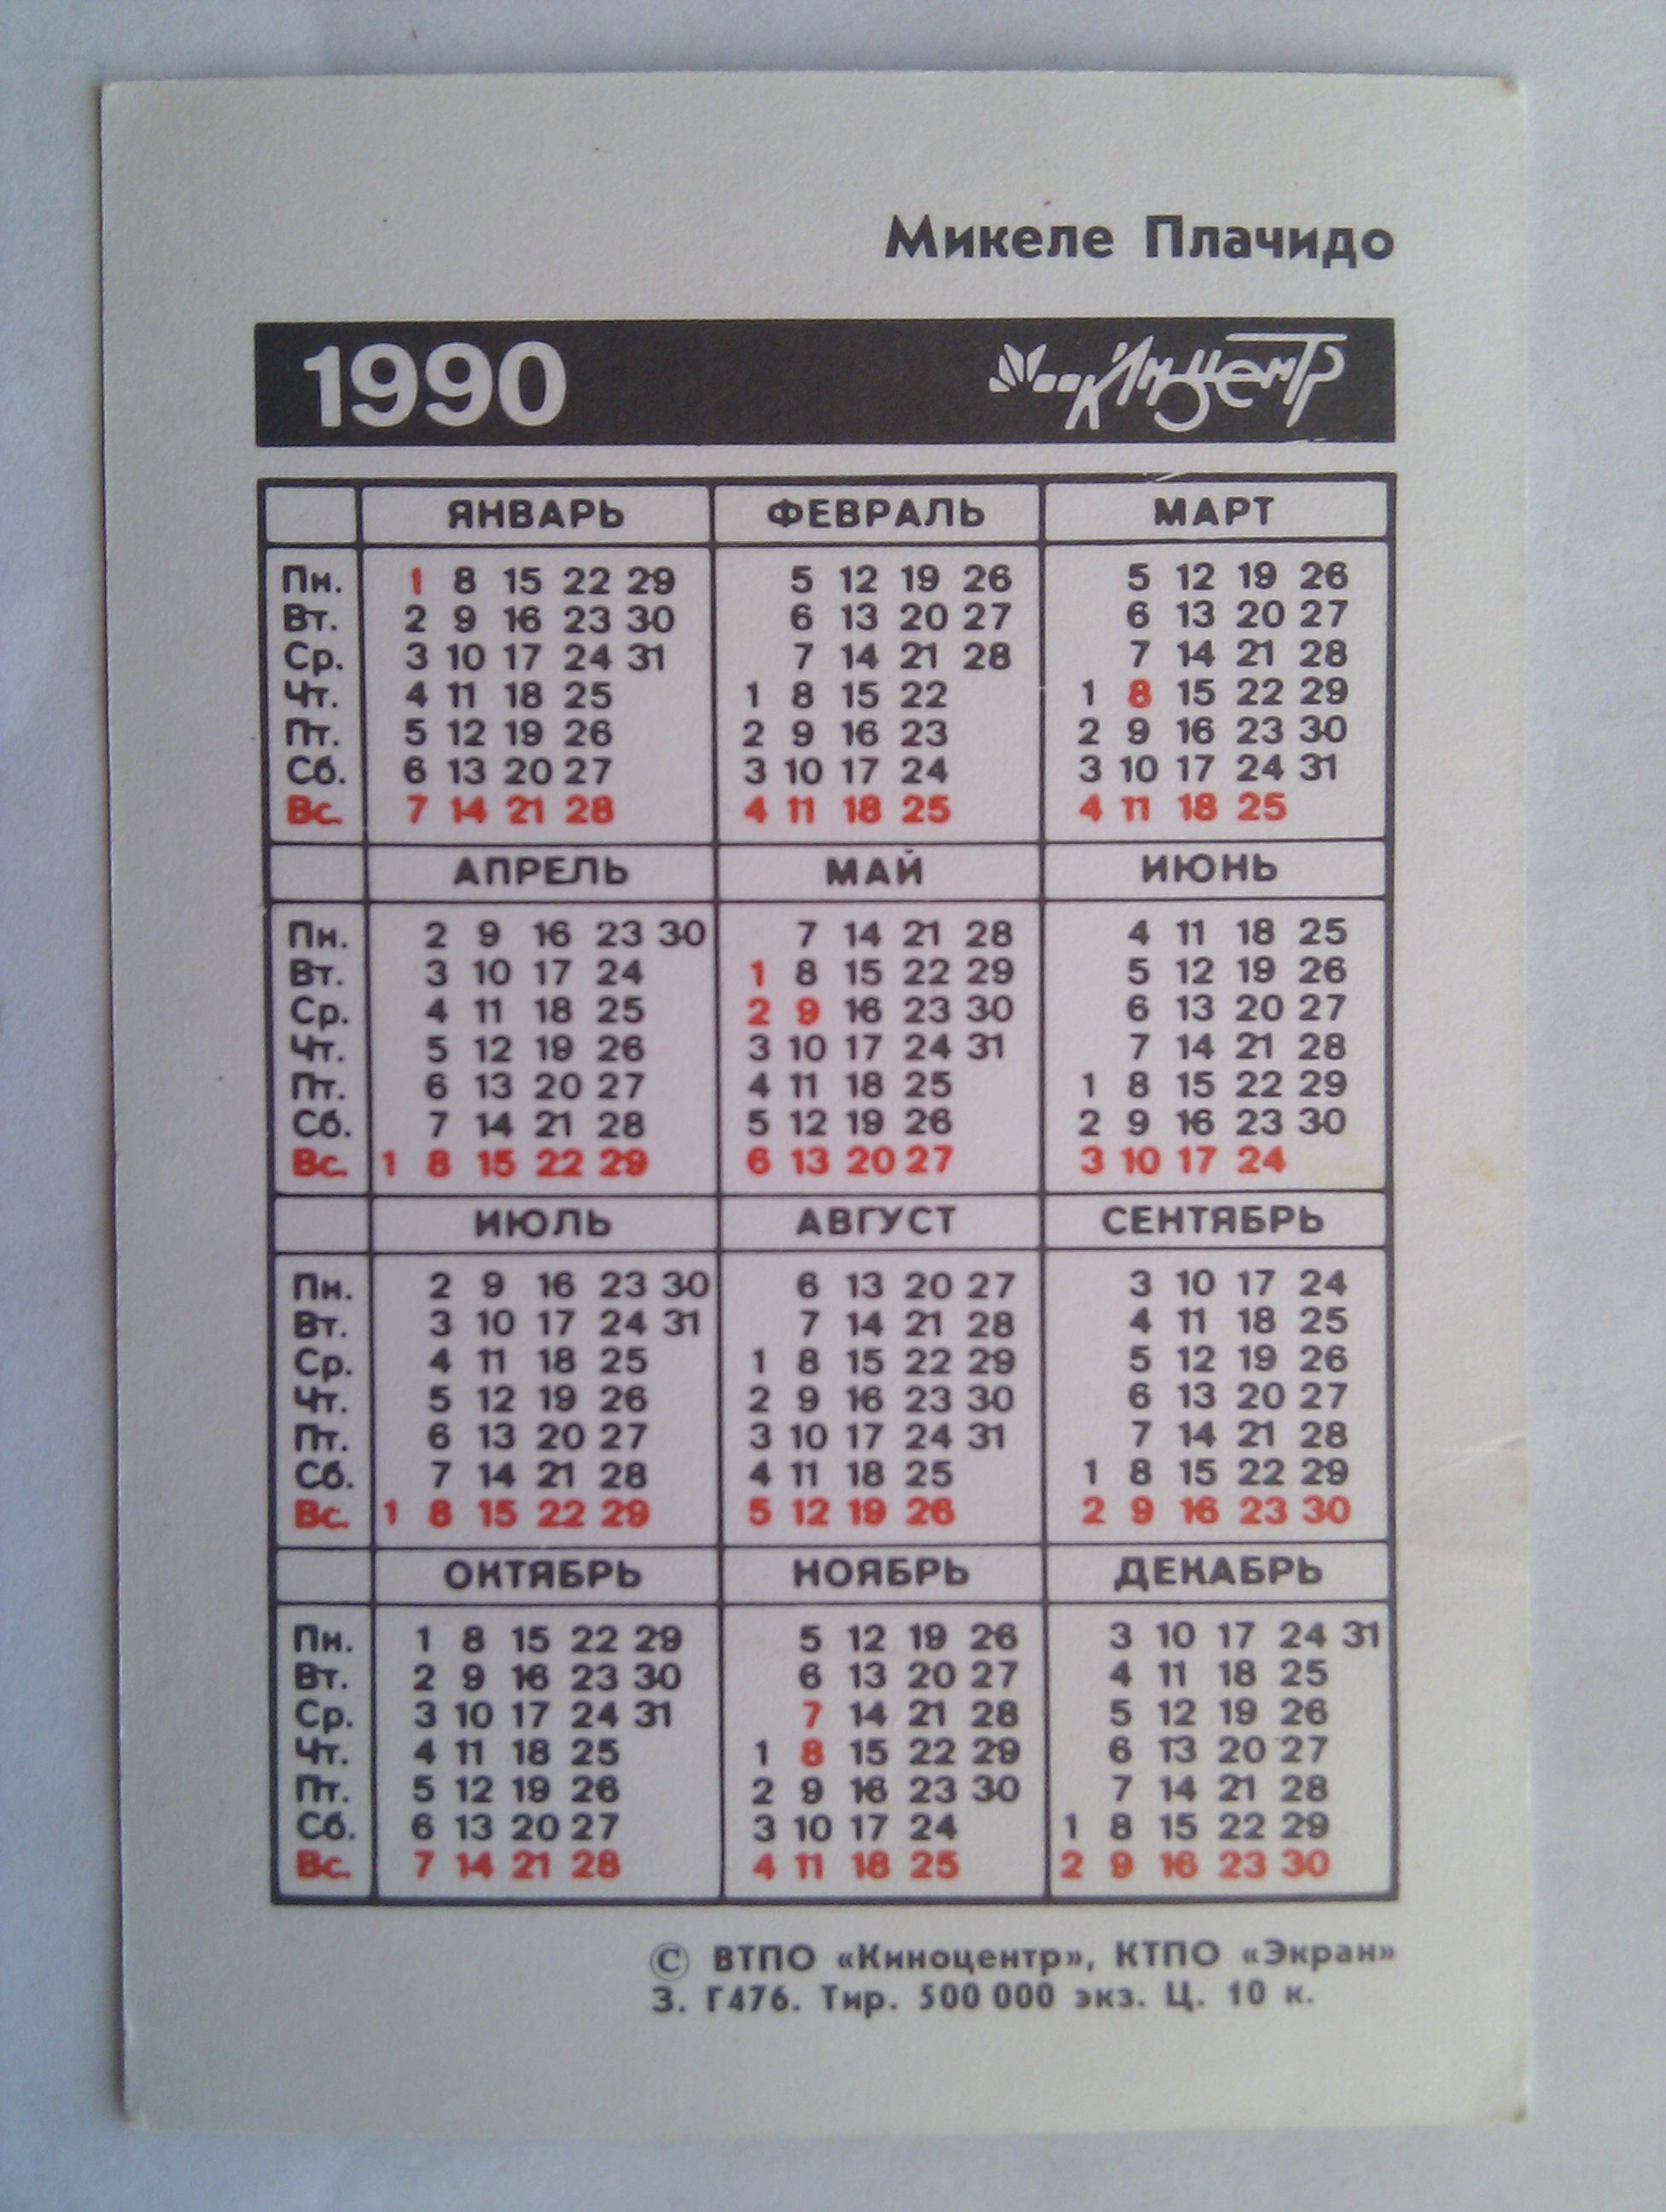 Микеле Плачидо
1990 Киноцентр
ЯНВАРЬ ФЕВРАЛЬ МАРТ
Пн. 1 8 15 22 29 5 12 19 26 5 12 19 26
Вт. 2 9 16 23 30 6 13 20 27 6 13 20 27
Ср. 3 10 17 24 31 7 14 21 28 7 14 21 28
Чт. 4 11 18 25 1 8 15 22 1 8 15 22 29
Пт. 5 12 19 26 2 9 16 23 2 9 16 23 30
Сб. 6 13 20 27 3 10 17 24 3 10 17 24 31
Вс. 7 14 21 28 4 11 18 25 4 11 18 25
АПРЕЛЬ МАЙ ИЮНЬ
Пн. 2 9 16 23 30 7 14 21 28 4 11 18 25
Вт. 3 10 17 24 1 8 15 22 29 5 12 19 26
Ср. 4 11 18 25 2 9 16 23 30 6 13 20 27
Чт. 5 12 19 26 3 10 17 24 31 7 14 21 28
Пт. 6 13 20 27 4 11 18 25 1 8 15 22 29
Сб. 7 14 21 28 5 12 19 26 2 9 16 23 30
Вс. 1 8 15 22 29 6 13 20 27 3 10 17 24
ИЮЛЬ АВГУСТ СЕНТЯБРЬ
Пн. 2 9 16 23 30 6 13 20 27 3 10 17 24
Вт. 3 10 17 24 31 7 14 21 28 4 11 18 25
Ср. 4 11 18 25 1 8 15 22 29 5 12 19 26
Чт. 5 12 19 26 2 9 16 23 30 6 13 20 27
Пт. 6 13 20 27 3 10 17 24 31 7 14 21 28
Сб. 7 14 21 28 4 11 18 25 1 8 15 22 29
Вс. 1 8 15 22 29 5 12 19 26 2 9 16 23 30
ОКТЯБРЬ НОЯБРЬ ДЕКАБРЬ
Пн. 1 8 15 22 29 5 12 19 26 3 10 17 24 31
Вт. 2 9 16 23 30 6 13 20 27 4 11 18 25
Ср. 3 10 17 24 31 7 14 21 28 5 12 19 26
Чт. 4 11 18 25 1 8 15 22 29 6 13 20 27
Пт. 5 12 19 26 2 9 16 23 30 7 14 21 28
Сб. 6 13 20 27 3 10 17 24 1 8 15 22 29
Вс. 7 14 21 28 4 11 18 25 2 9 16 23 30
© ВТПО «Киноцентр», КТПО «Экран»
З. Г476. Тир. 500 000 экз. Ц. 10 к.